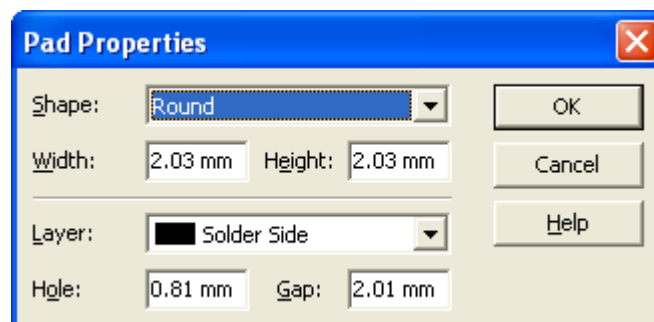 Pad Properties
Shape: Round OK
Width: 2.03 mm Height: 2.03 mm Cancel
Layer: Solder Side Help
Hole: 0.81 mm Gap: 2.01 mm